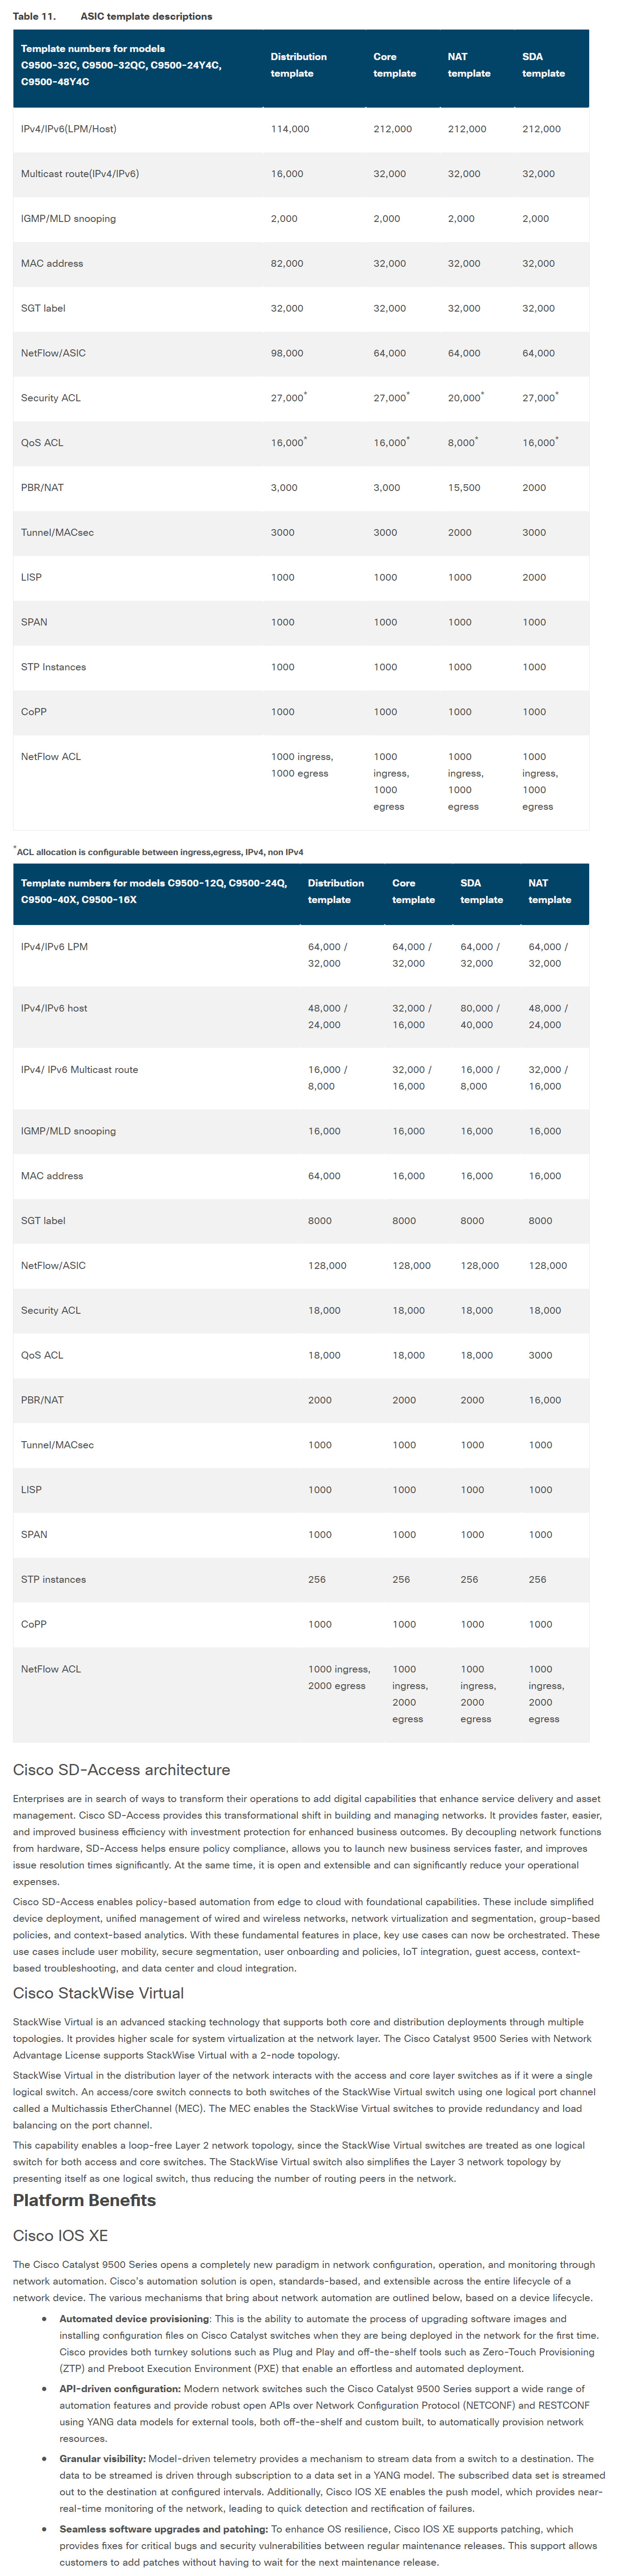 Table 11. ASIC template descriptions
Template numbers for models C9500-32C, C9500-32QC, C9500-24Y4C, C9500-48Y4C Distribution template Core template NAT template SDA template
IPv4/IPv6(LPM/Host) 114,000 212,000 212,000 212,000
Multicast route(IPv4/IPv6) 16,000 32,000 32,000 32,000
IGMP/MLD snooping 2,000 2,000 2,000 2,000
MAC address 82,000 32,000 32,000 32,000
SGT label 32,000 32,000 32,000 32,000
NetFlow/ASIC 98,000 64,000 64,000 64,000
Security ACL 27,000* 27,000* 20,000* 27,000*
QoS ACL 16,000* 16,000* 8,000* 16,000*
PBR/NAT 3,000 3,000 15,500 2000
Tunnel/MACsec 3000 3000 2000 3000
LISP 1000 1000 1000 2000
SPAN 1000 1000 1000 1000
STP Instances 1000 1000 1000 1000
CoPP 1000 1000 1000 1000
NetFlow ACL 1000 ingress, 1000 egress 1000 ingress, 1000 egress 1000 ingress, 1000 egress 1000 ingress, 1000 egress
*ACL allocation is configurable between ingress,egress, IPv4, non IPv4
Template numbers for models C9500-12Q, C9500-24Q, C9500-40X, C9500-16X Distribution template Core template SDA template NAT template
IPv4/IPv6 LPM 64,000 / 32,000 64,000 / 32,000 64,000 / 32,000 64,000 / 32,000
IPv4/IPv6 host 48,000 / 24,000 32,000 / 16,000 80,000 / 40,000 48,000 / 24,000
IPv4/ IPv6 Multicast route 16,000 / 8,000 32,000 / 16,000 16,000 / 8,000 32,000 / 16,000
IGMP/MLD snooping 16,000 16,000 16,000 16,000
MAC address 64,000 16,000 16,000 16,000
SGT label 8000 8000 8000 8000
NetFlow/ASIC 128,000 128,000 128,000 128,000
Security ACL 18,000 18,000 18,000 18,000
QoS ACL 18,000 18,000 18,000 3000
PBR/NAT 2000 2000 2000 16,000
Tunnel/MACsec 1000 1000 1000 1000
LISP 1000 1000 1000 1000
SPAN 1000 1000 1000 1000
STP instances 256 256 256 256
CoPP 1000 1000 1000 1000
NetFlow ACL 1000 ingress, 2000 egress 1000 ingress, 2000 egress 1000 ingress, 2000 egress 1000 ingress, 2000 egress
Cisco SD-Access architecture
Enterprises are in search of ways to transform their operations to add digital capabilities that enhance service delivery and asset
management. Cisco SD-Access provides this transformational shift in building and managing networks. It provides faster, easier,
and improved business efficiency with investment protection for enhanced business outcomes. By decoupling network functions
from hardware, SD-Access helps ensure policy compliance, allows you to launch new business services faster, and improves
issue resolution times significantly. At the same time, it is open and extensible and can significantly reduce your operational
expenses.
Cisco SD-Access enables policy-based automation from edge to cloud with foundational capabilities. These include simplified
device deployment, unified management of wired and wireless networks, network virtualization and segmentation, group-based
policies, and context-based analytics. With these fundamental features in place, key use cases can now be orchestrated. These
use cases include user mobility, secure segmentation, user onboarding and policies, IoT integration, guest access, context-
based troubleshooting, and data center and cloud integration.
Cisco StackWise Virtual
StackWise Virtual is an advanced stacking technology that supports both core and distribution deployments through multiple
topologies. It provides higher scale for system virtualization at the network layer. The Cisco Catalyst 9500 Series with Network
Advantage License supports StackWise Virtual with a 2-node topology.
StackWise Virtual in the distribution layer of the network interacts with the access and core layer switches as if it were a single
logical switch. An access/core switch connects to both switches of the StackWise Virtual switch using one logical port channel
called a Multichassis EtherChannel (MEC). The MEC enables the StackWise Virtual switches to provide redundancy and load
balancing on the port channel.
This capability enables a loop-free Layer 2 network topology, since the StackWise Virtual switches are treated as one logical
switch for both access and core switches. The StackWise Virtual switch also simplifies the Layer 3 network topology by
presenting itself as one logical switch, thus reducing the number of routing peers in the network.
Platform Benefits
Cisco IOS XE
The Cisco Catalyst 9500 Series opens a completely new paradigm in network configuration, operation, and monitoring through
network automation. Cisco's automation solution is open, standards-based, and extensible across the entire lifecycle of a
network device. The various mechanisms that bring about network automation are outlined below, based on a device lifecycle.
● Automated device provisioning: This is the ability to automate the process of upgrading software images and
installing configuration files on Cisco Catalyst switches when they are being deployed in the network for the first time.
Cisco provides both turnkey solutions such as Plug and Play and off-the-shelf tools such as Zero-Touch Provisioning
(ZTP) and Preboot Execution Environment (PXE) that enable an effortless and automated deployment.
● API-driven configuration: Modern network switches such the Cisco Catalyst 9500 Series support a wide range of
automation features and provide robust open APIs over Network Configuration Protocol (NETCONF) and RESTCONF
using YANG data models for external tools, both off-the-shelf and custom built, to automatically provision network
resources.
● Granular visibility: Model-driven telemetry provides a mechanism to stream data from a switch to a destination. The
data to be streamed is driven through subscription to a data set in a YANG model. The subscribed data set is streamed
out to the destination at configured intervals. Additionally, Cisco IOS XE enables the push model, which provides near-
real-time monitoring of the network, leading to quick detection and rectification of failures.
● Seamless software upgrades and patching: To enhance OS resilience, Cisco IOS XE supports patching, which
provides fixes for critical bugs and security vulnerabilities between regular maintenance releases. This support allows
customers to add patches without having to wait for the next maintenance release.